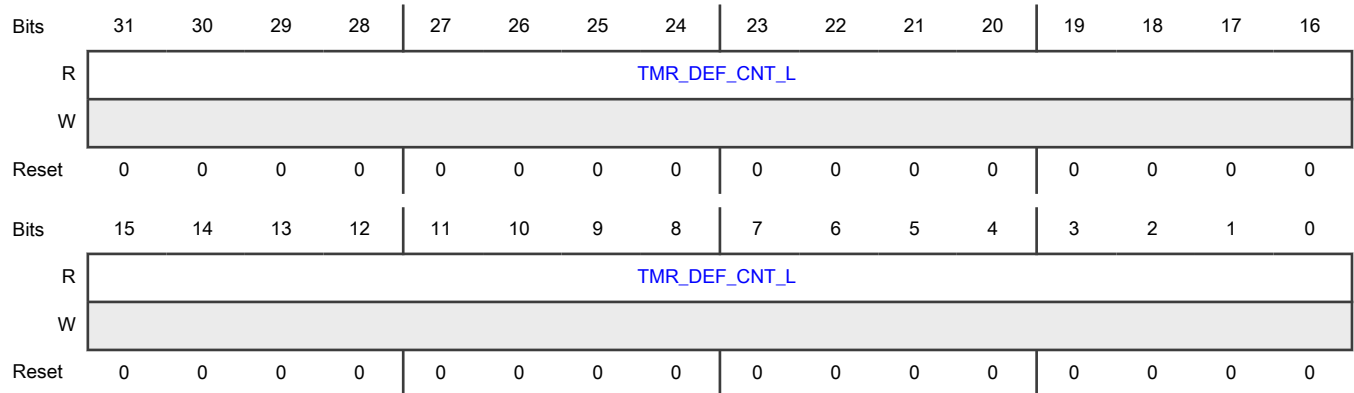 Bits 31 30 29 28 27 26 25 24 23 22 21 20 19 18 17 16
R TMR_DEF_CNT_L
W
Reset 0 0 0 0 0 0 0 0 0 0 0 0 0 0 0 0
Bits 15 14 13 12 11 10 9 8 7 6 5 4 3 2 1 0
R TMR_DEF_CNT_L
W
Reset 0 0 0 0 0 0 0 0 0 0 0 0 0 0 0 0